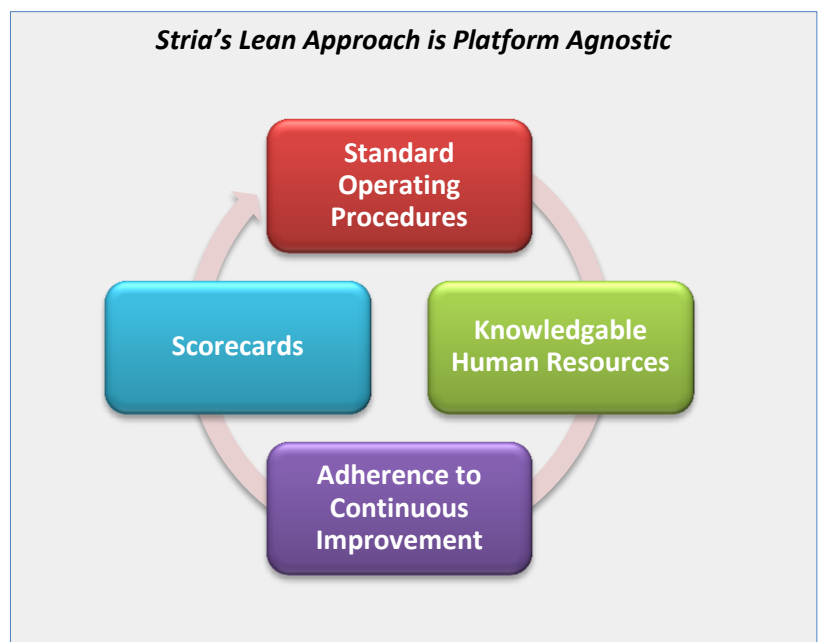 Stria’s Lean Approach is Platform Agnostic
Standard
Operating
Procedures
Knowledgable
Human Resources
Adherence to
Continuous
Improvement
Scorecards